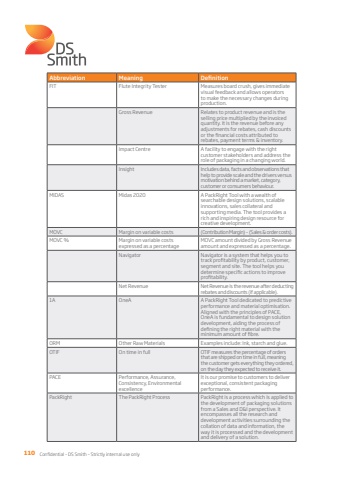 DS
Smith
Abbreviation Meaning Definition
FIT Flute Integrity Tester Measures board crush, gives immediate
visual feedback and allows operators
to make the necessary changes during
production.
Gross Revenue Relates to product revenue and is the
selling price multiplied by the invoiced
quantity. It is the revenue before any
adjustments for rebates, cash discounts
or the financial costs attributed to
rebates, payment terms & inventory.
Impact Centre A facility to engage with the right
customer stakeholders and address the
role of packaging in a changing world.
Insight Includes data, facts and observations that
help to provide scale and the drivers versus
motivation behind a market, category,
customer or consumers behaviour.
MIDAS Midas 2020 A PackRight Tool with a wealth of
searchable design solutions, scalable
innovations, sales collateral and
supporting media. The tool provides a
rich and inspiring design resource for
creative development.
MOVC Margin on variable costs (Contribution Margin) - (Sales & order costs).
MOVC % Margin on variable costs MOVC amount divided by Gross Revenue
expressed as a percentage amount and expressed as a percentage.
Navigator Navigator is a system that helps you to
track profitability by product, customer,
segment and site. The tool helps you
determine specific actions to improve
profitability.
Net Revenue Net Revenue is the revenue after deducting
rebates and discounts (if applicable).
1A OneA A PackRight Tool dedicated to predictive
performance and material optimisation.
Aligned with the principles of PACE,
OneA is fundamental to design solution
development, aiding the process of
defining the right material with the
minimum amount of fibre.
ORM Other Raw Materials Examples include: ink, starch and glue.
OTIF On time in full OTIF measures the percentage of orders
that are shipped on time in full, meaning
the customer gets everything they ordered,
on the day they expected to receive it.
PACE Performance, Assurance, It is our promise to customers to deliver
Consistency, Environmental exceptional, consistent packaging
excellence performance.
PackRight The PackRight Process PackRight is a process which is applied to
the development of packaging solutions
from a Sales and D&I perspective. It
encompasses all the research and
development activities surrounding the
collation of data and information, the
way it is processed and the development
and delivery of a solution.
110 Confidential - DS Smith - Strictly internal use only.